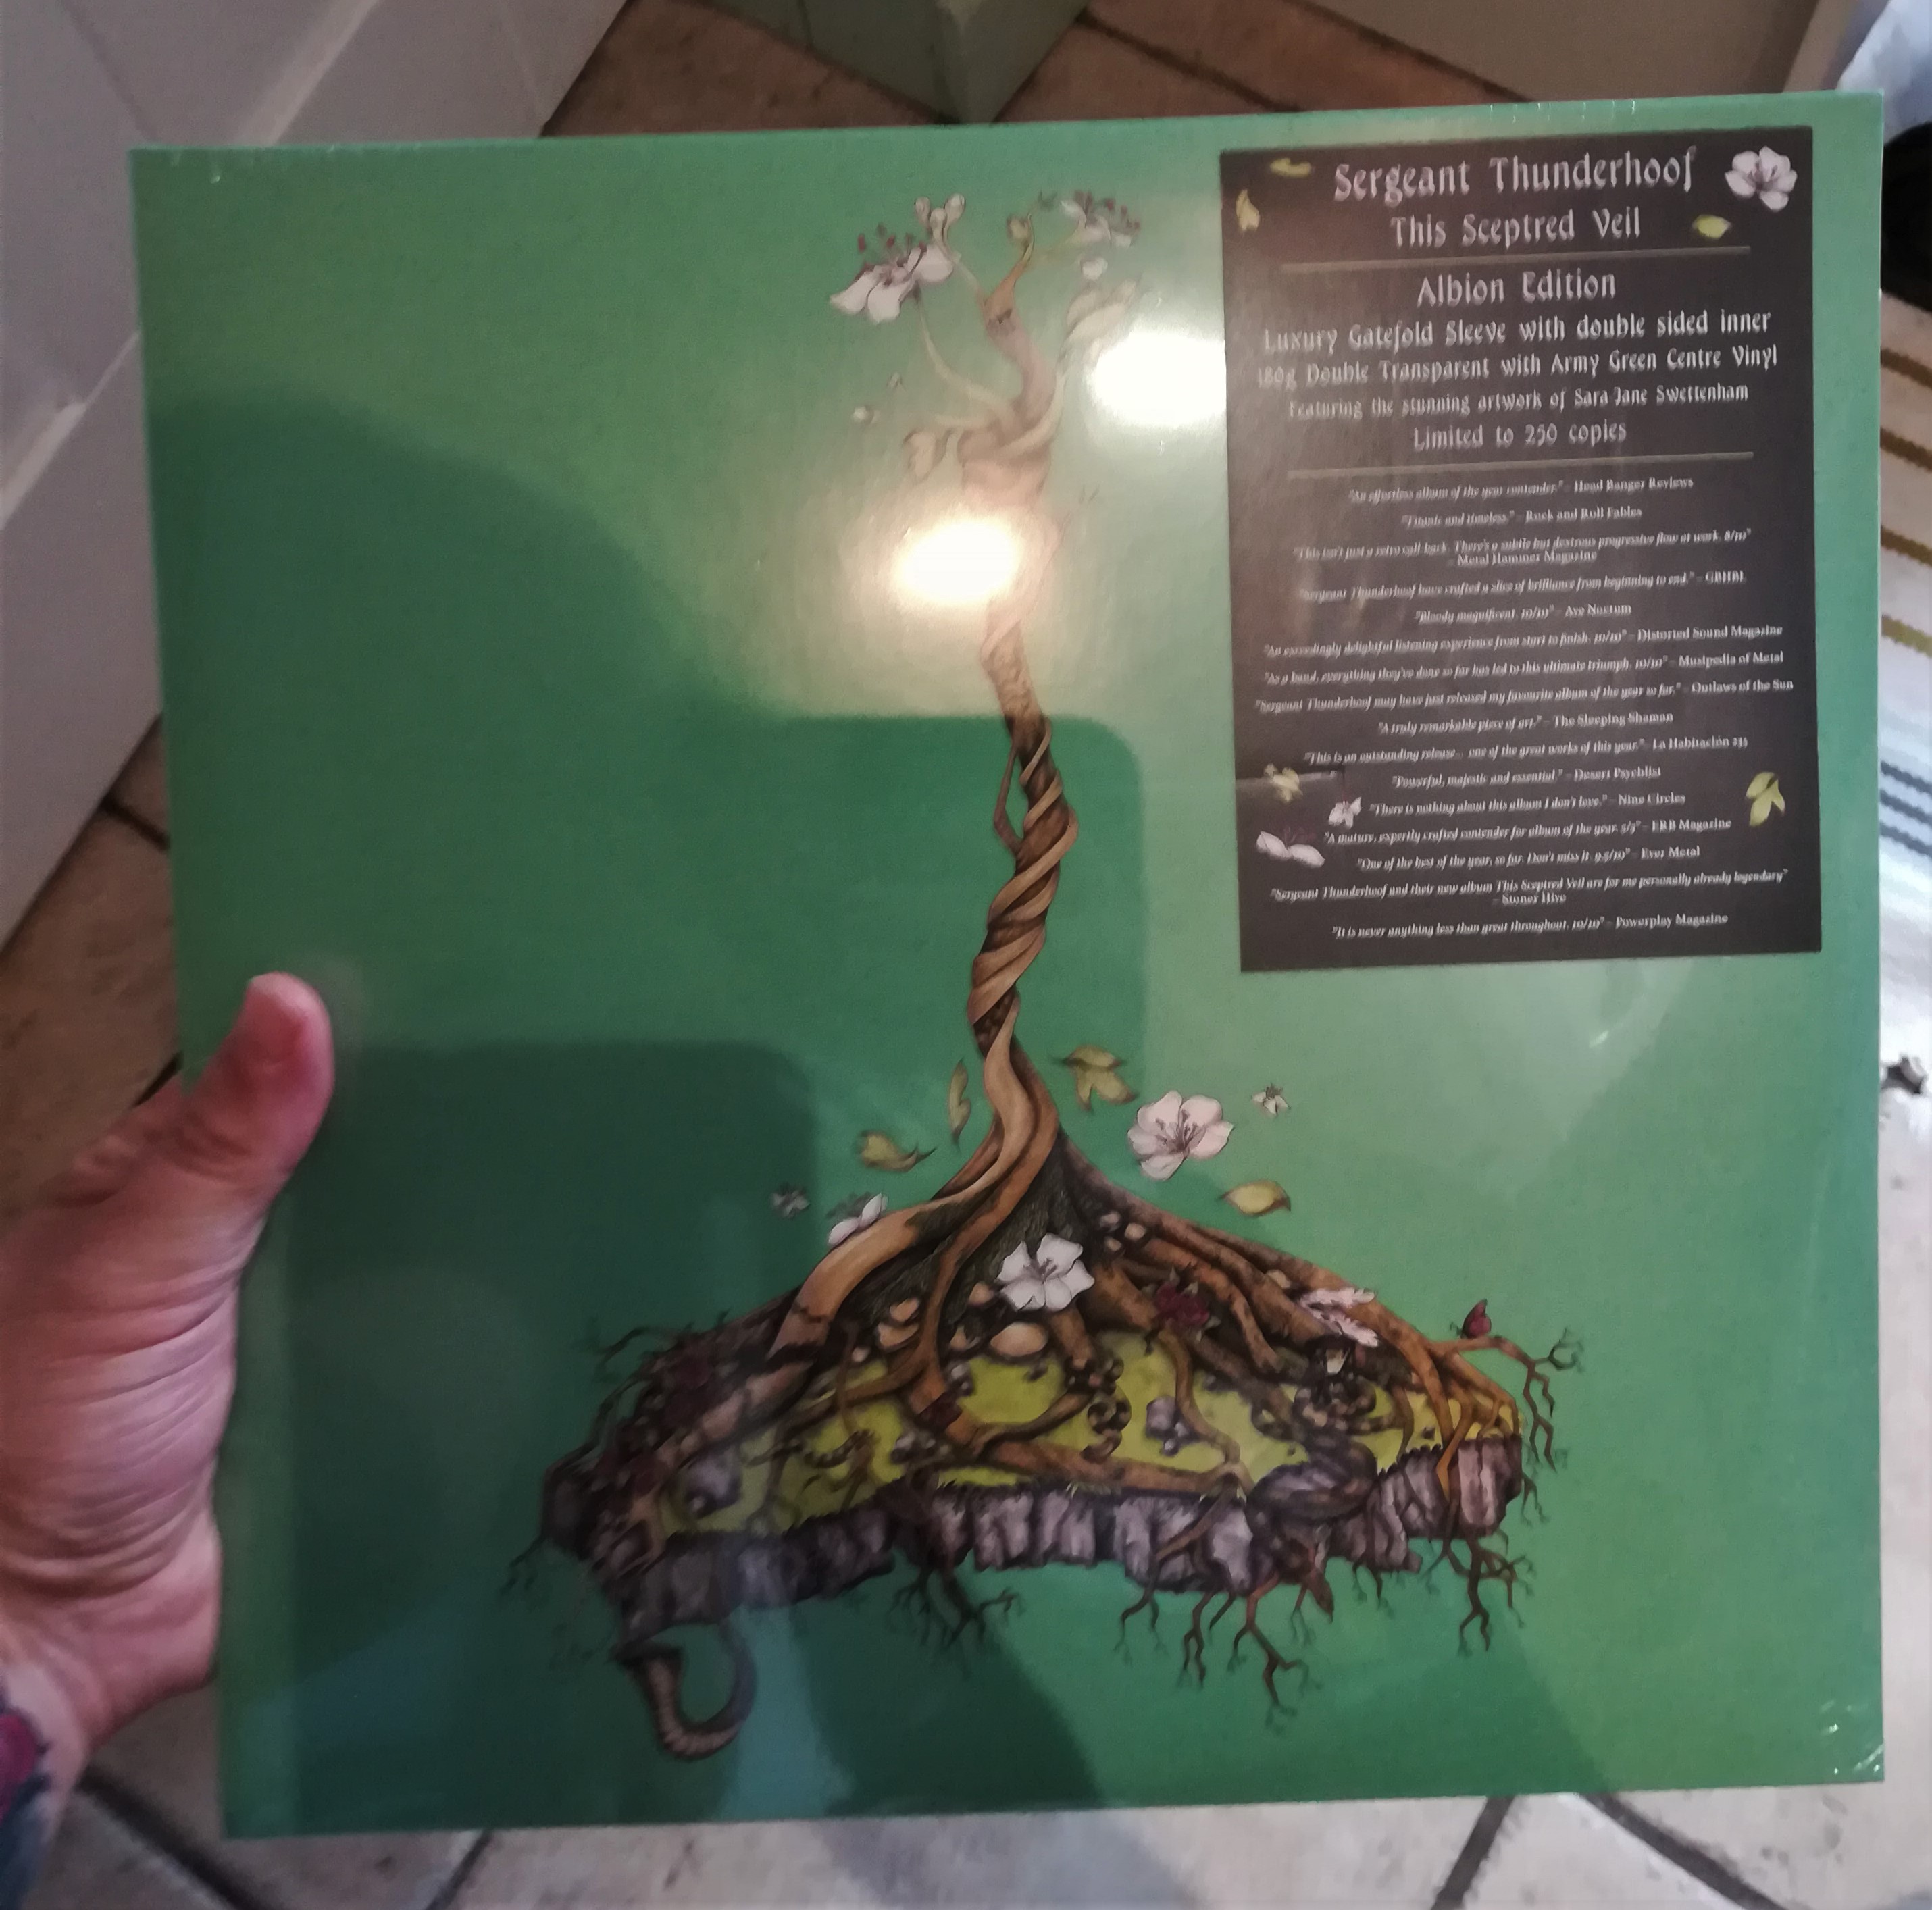 Sergeant Thunderhoof
This Sceptred Veil
Albion Edition
Luxury Gatefold Sleeve with double sided inner
180g Double Transparent with Army Green Centre Vinyl
Featuring the stunning artwork of Sara Jane Swettenham
Limited to 250 copies
"An effortless album of the year contender." - Head Banger Reviews
"Titanic and timeless." - Rock and Roll Fables
"This isn't just a retro call back. There's a subtle but dextrous progressive flow at work. 8/10"
- Metal Hammer Magazine
"Sergeant Thunderhoof have crafted a slice of brilliance from beginning to end." - GBHBL
"Bloody magnificent. 10/10" - Ave Noctum
"An exceedingly delightful listening experience from start to finish. 10/10" - Distorted Sound Magazine
"As a band, everything they've done so far has led to this ultimate triumph. 10/10" - Musipedia of Metal
"Sergeant Thunderhoof may have just released my favourite album of the year so far." - Outlaws of the Sun
"A truly remarkable piece of art." - The Sleeping Shaman
"This is an outstanding release... one of the great works of this year." - La Habitación 235
"Powerful, majestic and essential." - Desert Psychlist
"There is nothing about this album I don't love." - Nine Circles
"A mature, expertly crafted contender for album of the year. 5/5" - ERB Magazine
"One of the best of the year, so far. Don't miss it. 9.5/10" - Ever Metal
"Sergeant Thunderhoof and their new album This Sceptred Veil are for me personally already legendary"
- Stoner Hive
"It is never anything less than great throughout. 10/10" - Powerplay Magazine